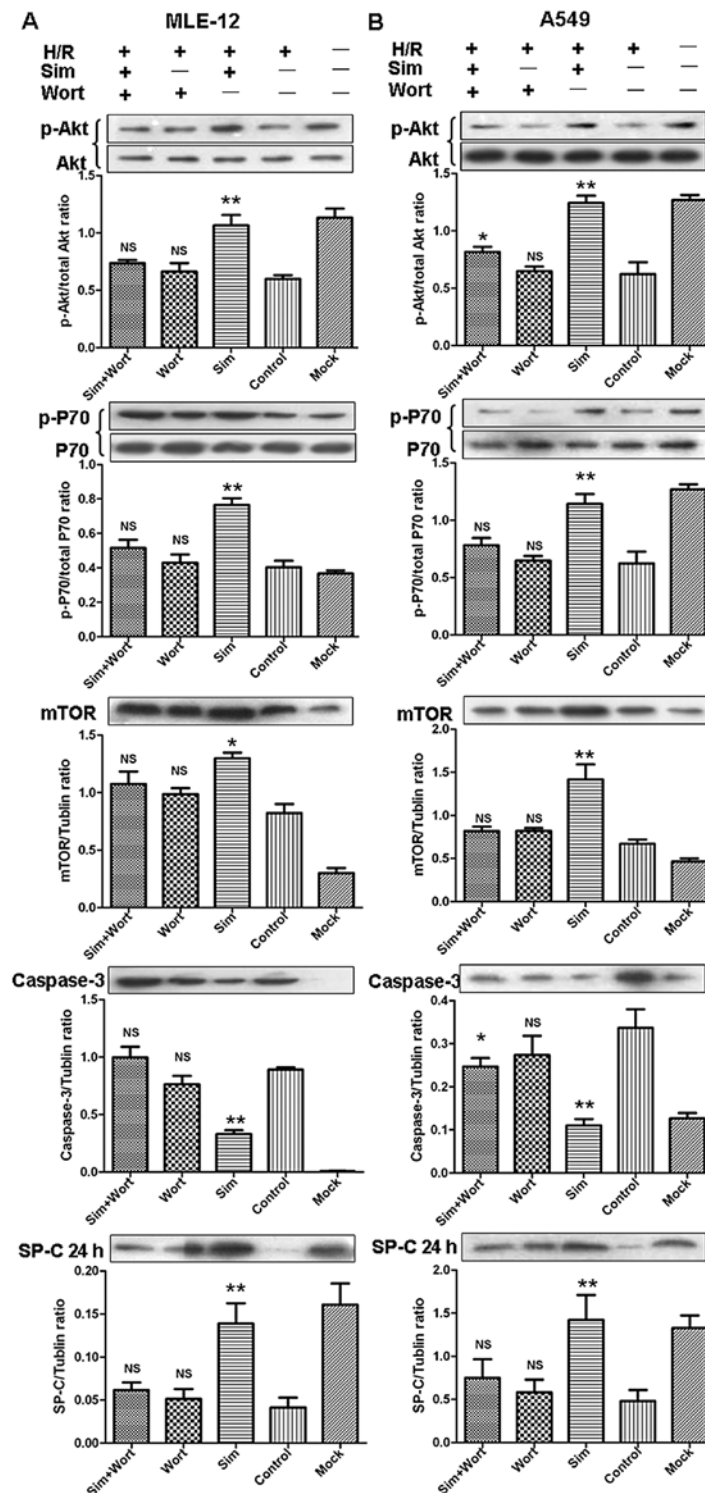 A MLE-12
H/R + + + + —
Sim + — + — —
Wort + + — — —
p-Akt
Akt
p-Akt/total Akt ratio
1.5
1.0
0.5
0.0
NS NS **
Sim+Wort Wort Sim Control Mock
p-P70
P70
p-P70/total P70 ratio
0.8
0.6
0.4
0.2
0.0
NS NS **
Sim+Wort Wort Sim Control Mock
mTOR
mTOR/Tublin ratio
1.5
1.0
0.5
0.0
NS NS *
Sim+Wort Wort Sim Control Mock
Caspase-3
Caspase-3/Tublin ratio
1.5
1.0
0.5
0.0
NS NS **
Sim+Wort Wort Sim Control Mock
SP-C 24 h
SP-C/Tublin ratio
0.20
0.15
0.10
0.05
0.00
NS NS **
Sim+Wort Wort Sim Control Mock
B A549
H/R + + + + —
Sim + — + — —
Wort + + — — —
p-Akt
Akt
p-Akt/total Akt ratio
1.5
1.0
0.5
0.0
* NS **
Sim+Wort Wort Sim Control Mock
p-P70
P70
p-P70/total P70 ratio
1.5
1.0
0.5
0.0
NS NS **
Sim+Wort Wort Sim Control Mock
mTOR
mTOR/Tublin ratio
2.0
1.5
1.0
0.5
0.0
NS NS **
Sim+Wort Wort Sim Control Mock
Caspase-3
Caspase-3/Tublin ratio
0.4
0.3
0.2
0.1
0.0
* NS **
Sim+Wort Wort Sim Control Mock
SP-C 24 h
SP-C/Tublin ratio
2.0
1.5
1.0
0.5
0.0
NS NS **
Sim+Wort Wort Sim Control Mock